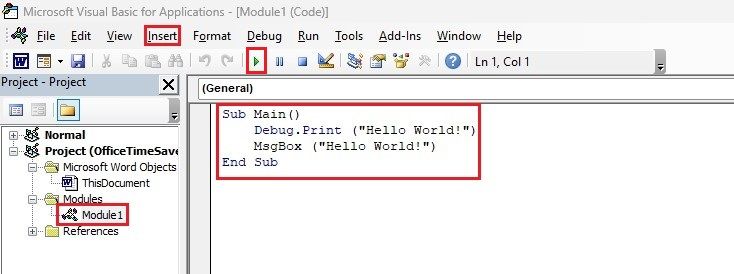 Microsoft Visual Basic for Applications - [Module1 (Code)]
File Edit View Insert Format Debug Run Tools Add-Ins Window Help
Ln 1, Col 1
Project - Project
(General)
Normal
Project (OfficeTimeSave
Microsoft Word Objects
ThisDocument
Modules
Module1
References
Sub Main()
Debug.Print ("Hello World!")
MsgBox ("Hello World!")
End Sub